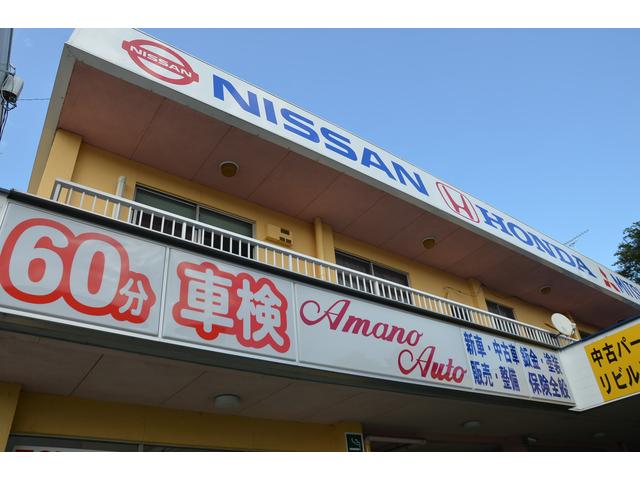 NISSAN NISSAN HONDA
60分 車検
Amano
Auto
新車・中古車 鈑金・塗装
販売・整備 保険全般
中古パー
リビル